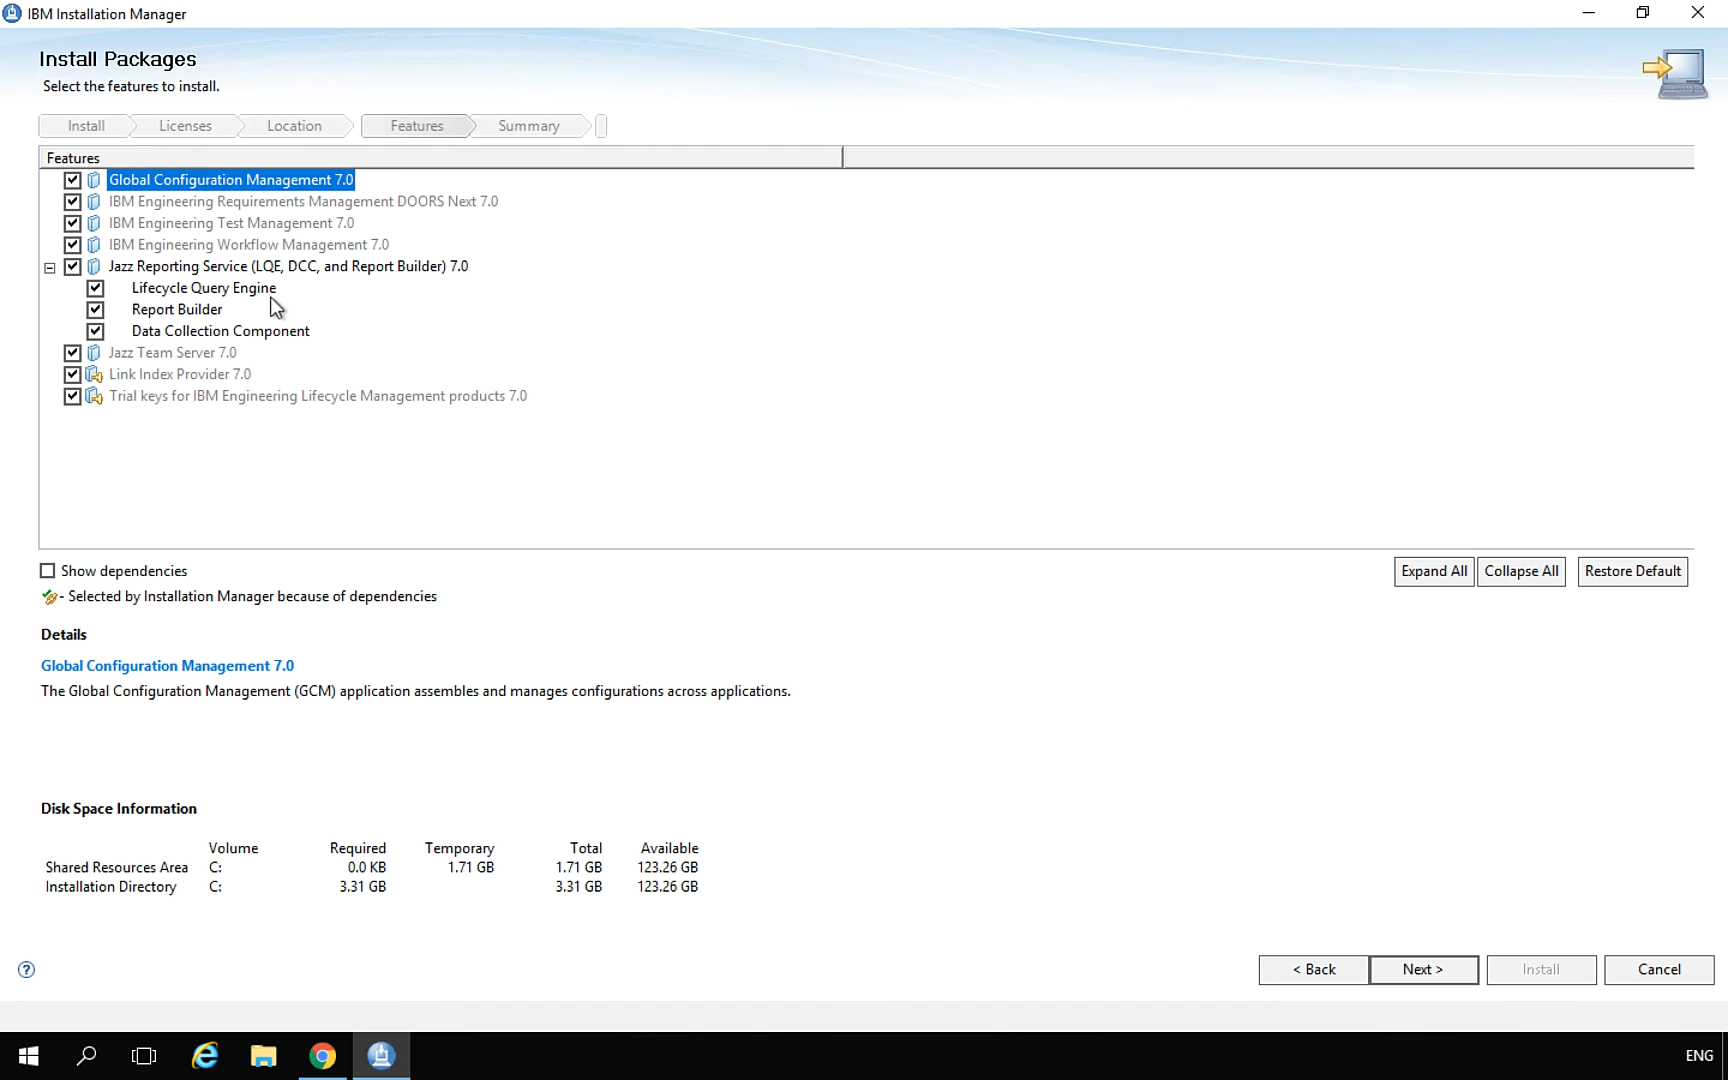 IBM Installation Manager
Install Packages
Select the features to install.
Install Licenses Location Features Summary
Features
Global Configuration Management 7.0
IBM Engineering Requirements Management DOORS Next 7.0
IBM Engineering Test Management 7.0
IBM Engineering Workflow Management 7.0
Jazz Reporting Service (LQE, DCC, and Report Builder) 7.0
Lifecycle Query Engine
Report Builder
Data Collection Component
Jazz Team Server 7.0
Link Index Provider 7.0
Trial keys for IBM Engineering Lifecycle Management products 7.0
Show dependencies
Expand All Collapse All Restore Default
- Selected by Installation Manager because of dependencies
Details
Global Configuration Management 7.0
The Global Configuration Management (GCM) application assembles and manages configurations across applications.
Disk Space Information
Volume Required Temporary Total Available
Shared Resources Area C: 0.0 KB 1.71 GB 1.71 GB 123.26 GB
Installation Directory C: 3.31 GB 3.31 GB 123.26 GB
? < Back Next > Install Cancel
ENG